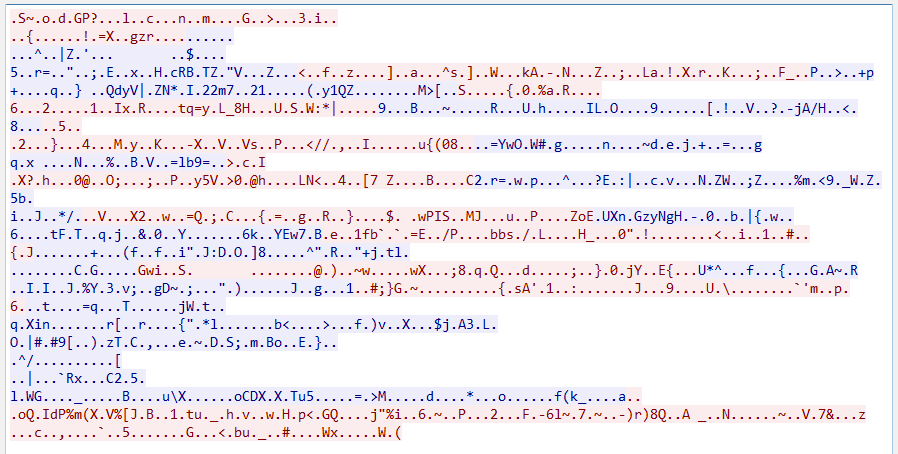 .S~.o.d.GP?...l..c...n..m....G..>...3.i..
..{......!.=X..gzr..........
...^..|Z.'...       ..$....
5..r=.."..;.E..x..H.cRB.TZ."V...Z...<..f..z....]..a...^s.]..W...kA.-.N...Z..;..La.!.X.r..K...;..F_..P..>..+p
+....q..} ..QdyV|.ZN*.I.22m7..21.....(.y1QZ........M>[..S.....{.0.%a.R....
6...2.....1..Ix.R....tq=y.L_8H...U.S.W:*|.....9...B...~.....R...U.h.....IL.O....9......[.!..V..?.-jA/H..<.
8.....5..
.2...}...4...M.y..K...-X..V..Vs..P...<//.,..I......u{(08....=YwO.W#.g.....n....~d.e.j.+..=...g
q.x ....N...%..B.V..=lb9=..>.c.I
.X?.h...0@..O;...;..P..y5V.>0.@h....LN<..4..[7 Z....B....C2.r=.w.p...^...?E.:|..c.v...N.ZW..;Z....%m.<9._W.Z.
5b.
i..J..*/...V...X2..w..=Q.;.C...{.=..g..R..}....$. .wPIS..MJ...u..P....ZoE.UXn.GzyNgH.-.0..b.|{.w..
6....tF.T..q.j..&.0..Y.......6k..YEw7.B.e..1fb`.`.=E../P....bbs./.L....H_...0".!........<..i..1..#..
{.J.......+...(f..f..i".J:D.O.]8.....^".R.."+j.tl.
........C.G.....Gwi..S.       ........@.)..~w.....wX...;8.q.Q...d.....;..}.0.jY..E{...U*^...f...{...G.A~.R
..I.I..J.%Y.3.v;..gD~.;...".)......J..g...1..#;}G.~..........{.sA'.1..:.......J...9....U.\........`'m..p.
6...t....=q...T......jW.t..
q.Xin.......r[..r....{".*l.......b<....>...f.)v..X...$j.A3.L.
O.|#.#9[..).zT.C.,...e.~.D.S;.m.Bo..E.}..
.^/..........[
..|...`Rx...C2.5.
l.WG...._.....B....u\X......oCDX.X.Tu5.....=.>M.....d....*...o......f(k_....a..
.oQ.IdP%m(X.V%[J.B..1.tu._.h.v..w.H.p<.GQ....j"%i..6.~..P...2...F.-6l~.7.~..-)r)8Q..A _..N......~..V.7&...z
...c..,....`..5.......G...<.bu._..#....Wx.....W.(